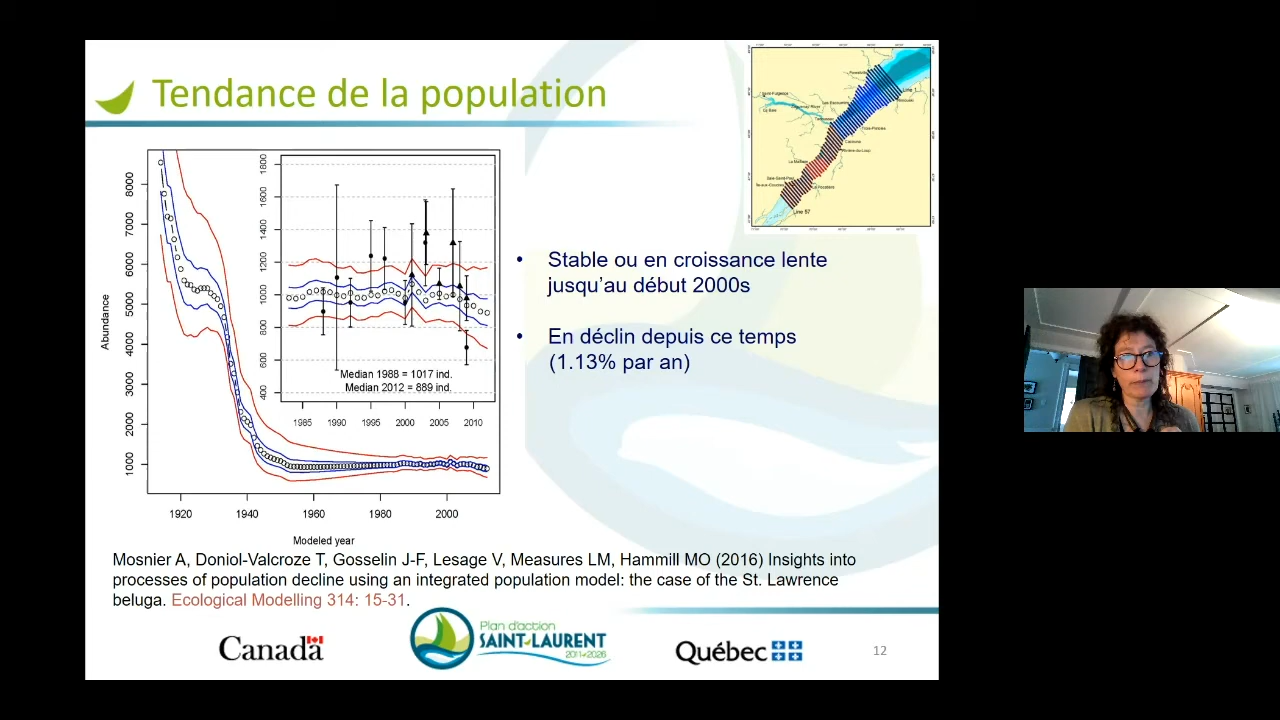 Tendance de la population
Line 57
Abundance
8000
7000
6000
5000
4000
3000
2000
1000
1800
1600
1400
1200
1000
800
600
400
Median 1988 = 1017 ind.
Median 2012 = 889 ind.
1985 1990 1995 2000 2005 2010
1920 1940 1960 1980 2000
Modeled year
• Stable ou en croissance lente
jusqu'au début 2000s
• En déclin depuis ce temps
(1.13% par an)
Mosnier A, Doniol-Valcroze T, Gosselin J-F, Lesage V, Measures LM, Hammill MO (2016) Insights into
processes of population decline using an integrated population model: the case of the St. Lawrence
beluga. Ecological Modelling 314: 15-31.
Canada
Plan d'action
SAINT-LAURENT
2011-2026
Québec
12